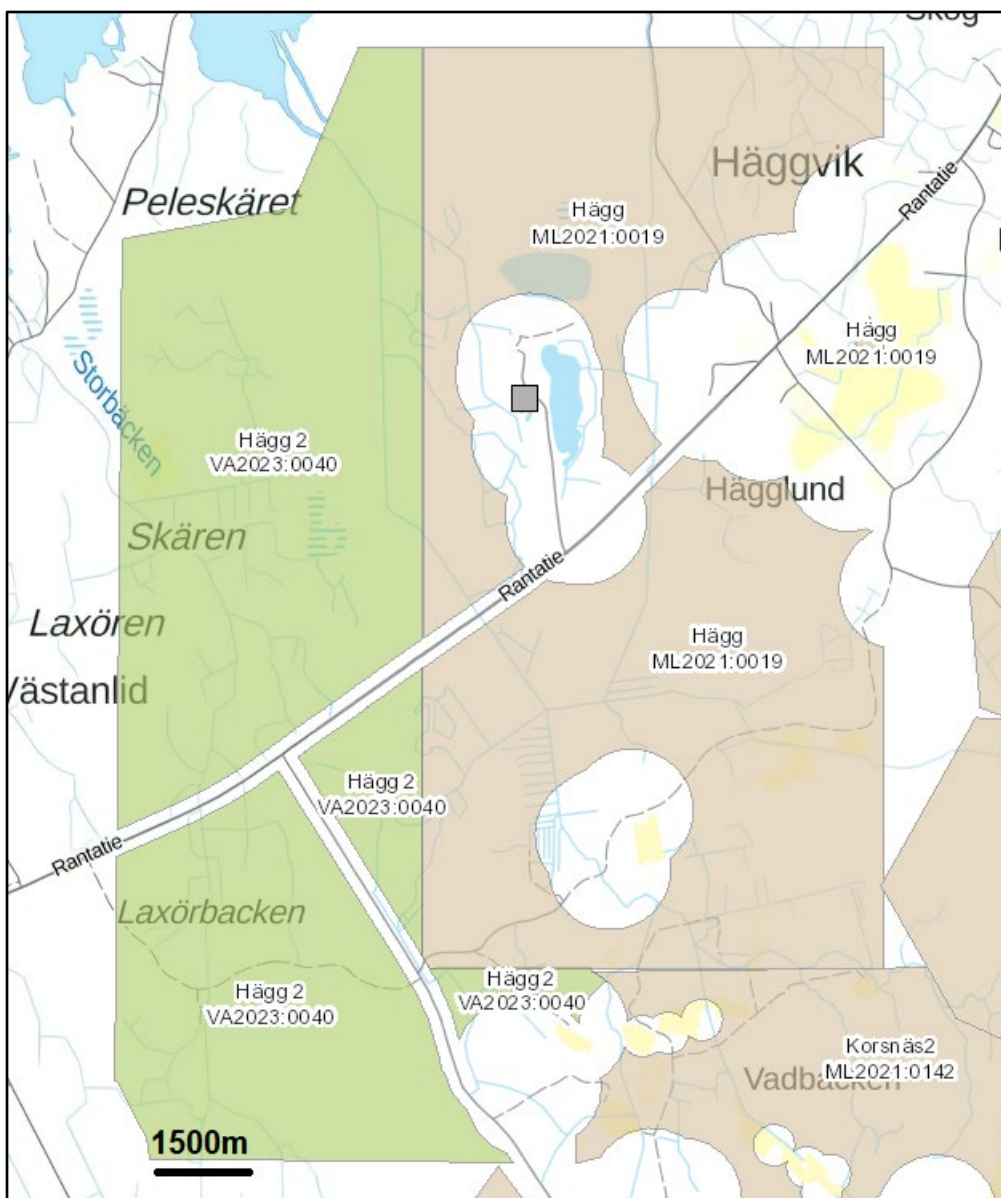 Häggvik
Rantatie
Peleskäret
Hägg
ML2021:0019
Hägg
ML2021:0019
Storbäcken
Hägg 2
VA2023:0040
Hägglund
Skären
Rantatie
Laxören
Hägg
ML2021:0019
Västanlid
Hägg 2
VA2023:0040
Rantatie
Laxörbacken
Hägg 2
VA2023:0040
Hägg 2
VA2023:0040
Korsnäs2
ML2021:0142
Vadbacken
1500m